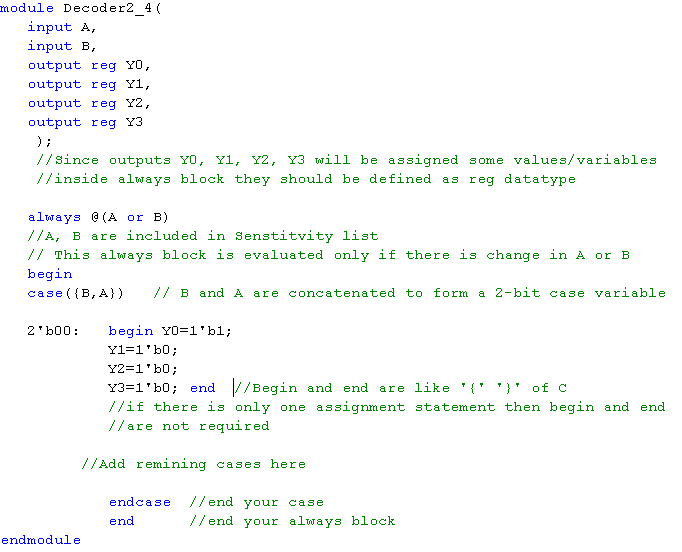 module Decoder2_4(
input A,
input B,
output reg Y0,
output reg Y1,
output reg Y2,
output reg Y3
);
//Since outputs Y0, Y1, Y2, Y3 will be assigned some values/variables
//inside always block they should be defined as reg datatype
always @(A or B)
//A, B are included in Senstitvity list
// This always block is evaluated only if there is change in A or B
begin
case({B,A}) // B and A are concatenated to form a 2-bit case variable
2'b00: begin Y0=1'b1;
Y1=1'b0;
Y2=1'b0;
Y3=1'b0; end //Begin and end are like '{' '}' of C
//if there is only one assignment statement then begin and end
//are not required
//Add remining cases here
endcase //end your case
end //end your always block
endmodule